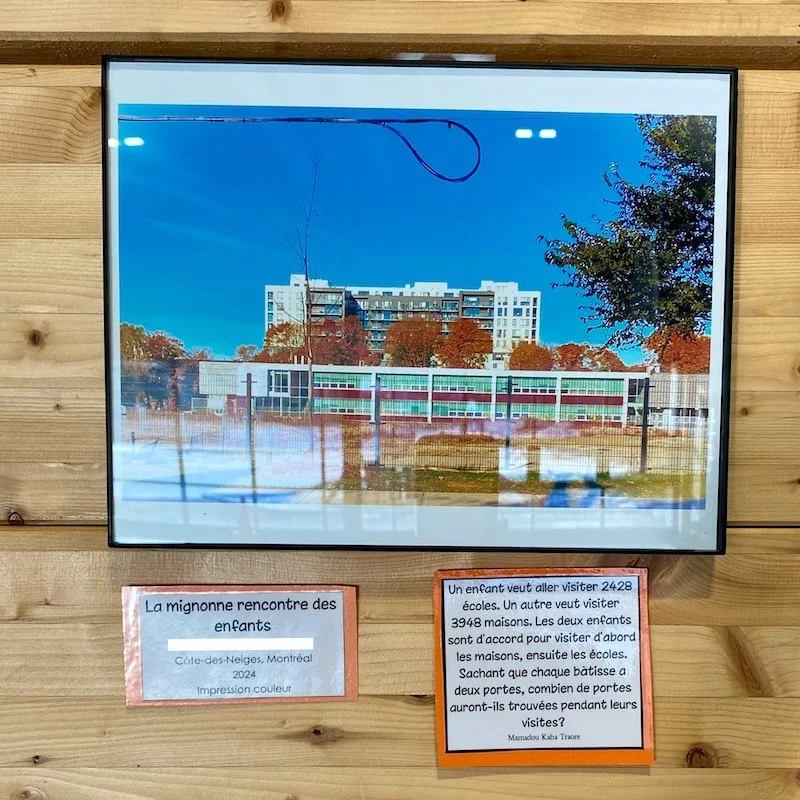 La mignonne rencontre des
enfants
Côte-des-Neiges, Montréal
2024
Impression couleur
Un enfant veut aller visiter 2428
écoles. Un autre veut visiter
3948 maisons. Les deux enfants
sont d'accord pour visiter d'abord
les maisons, ensuite les écoles.
Sachant que chaque bâtisse a
deux portes, combien de portes
auront-ils trouvées pendant leurs
visites?
Mamadou Kaba Traore